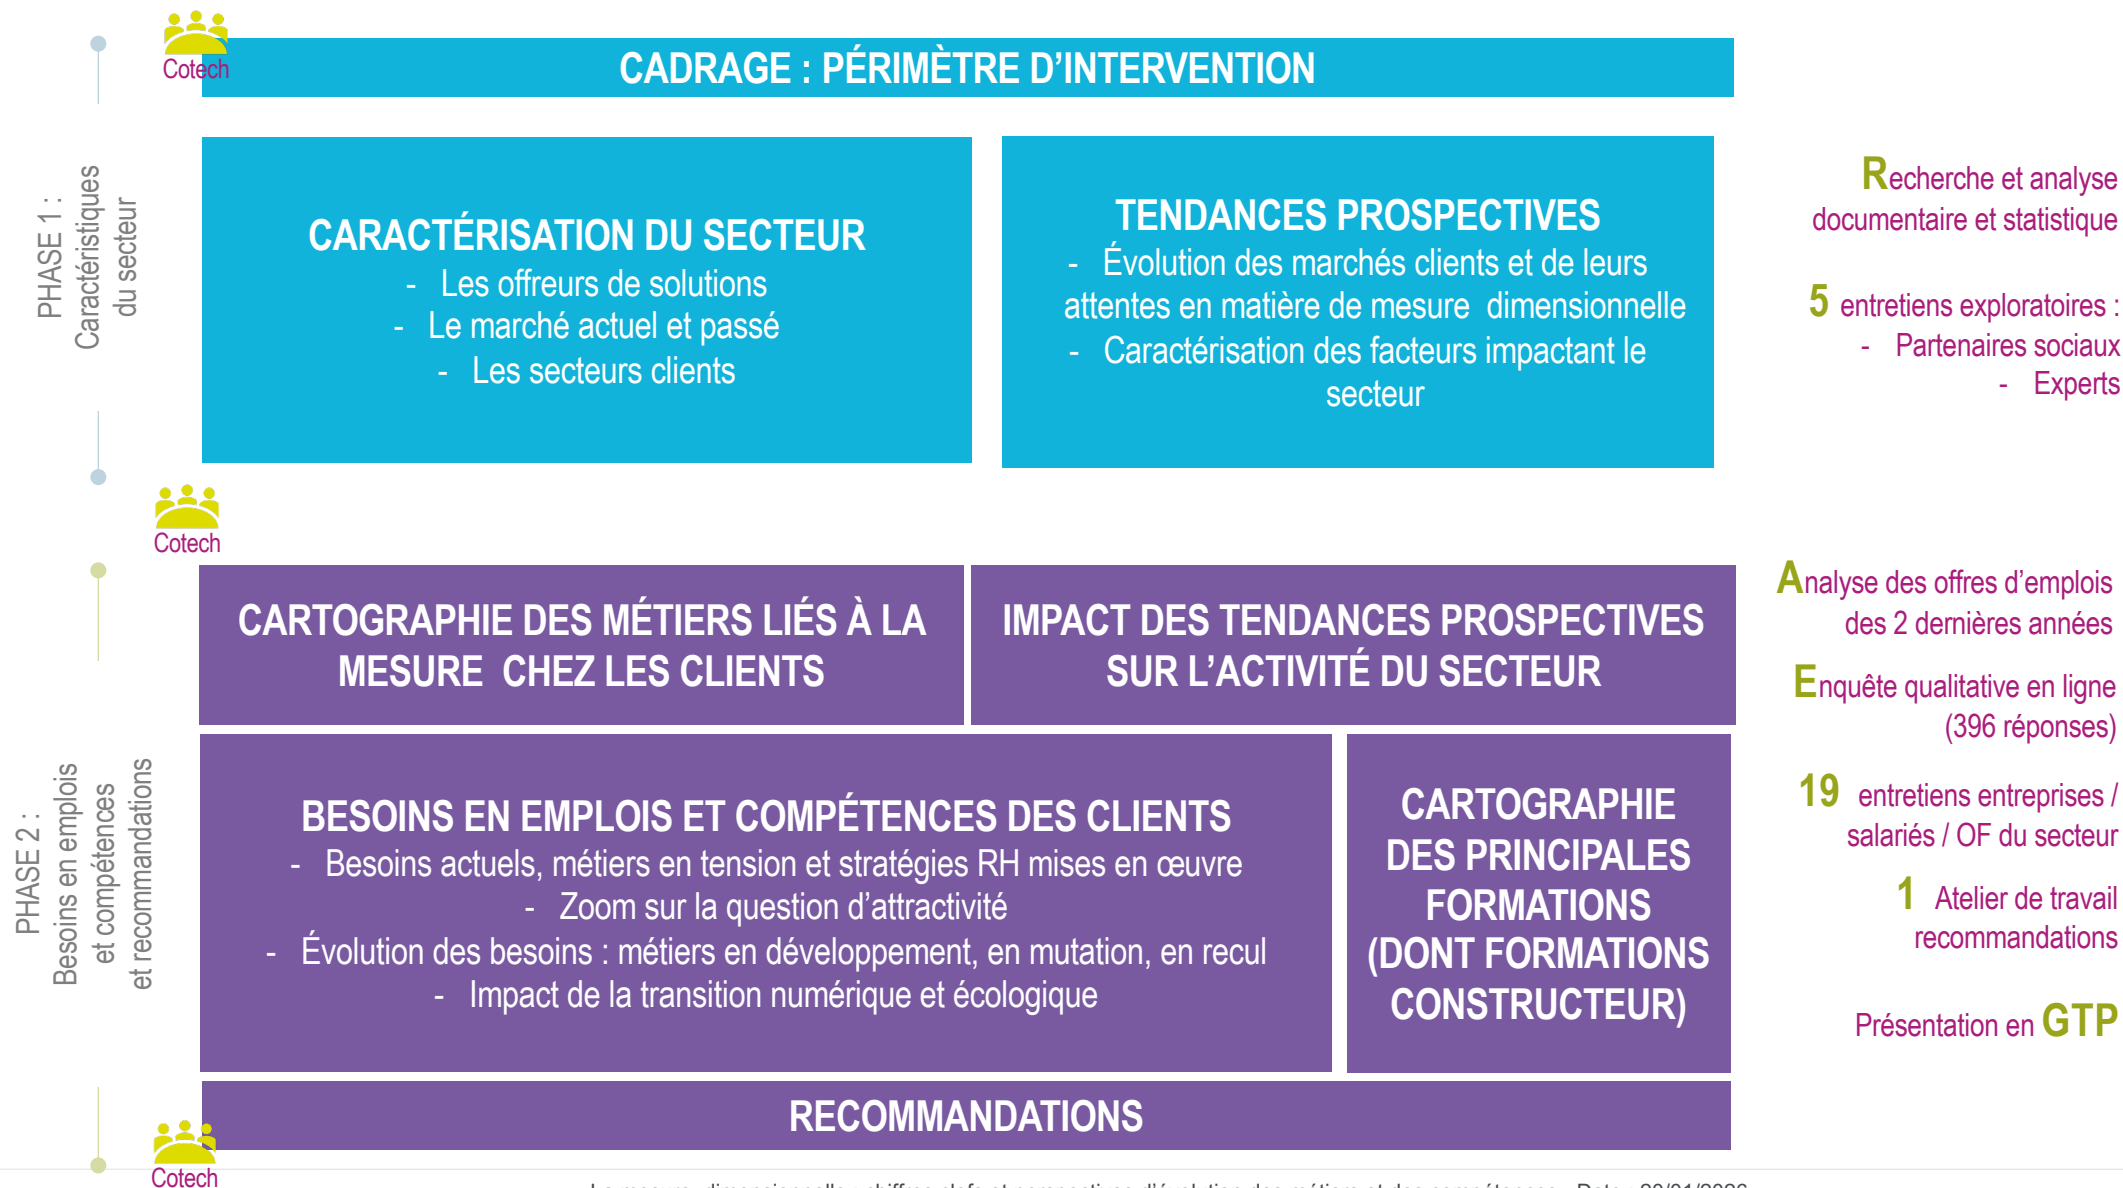 Cotech
CADRAGE : PÉRIMÈTRE D’INTERVENTION
PHASE 1 :
Caractéristiques
du secteur
CARACTÉRISATION DU SECTEUR
- Les offreurs de solutions
- Le marché actuel et passé
- Les secteurs clients
TENDANCES PROSPECTIVES
- Évolution des marchés clients et de leurs
attentes en matière de mesure dimensionnelle
- Caractérisation des facteurs impactant le
secteur
Recherche et analyse
documentaire et statistique
5 entretiens exploratoires :
- Partenaires sociaux
- Experts
Cotech
PHASE 2 :
Besoins en emplois
et compétences
et recommandations
CARTOGRAPHIE DES MÉTIERS LIÉS À LA
MESURE CHEZ LES CLIENTS
IMPACT DES TENDANCES PROSPECTIVES
SUR L’ACTIVITÉ DU SECTEUR
BESOINS EN EMPLOIS ET COMPÉTENCES DES CLIENTS
- Besoins actuels, métiers en tension et stratégies RH mises en œuvre
- Zoom sur la question d’attractivité
- Évolution des besoins : métiers en développement, en mutation, en recul
- Impact de la transition numérique et écologique
CARTOGRAPHIE
DES PRINCIPALES
FORMATIONS
(DONT FORMATIONS
CONSTRUCTEUR)
Analyse des offres d’emplois
des 2 dernières années
Enquête qualitative en ligne
(396 réponses)
19 entretiens entreprises /
salariés / OF du secteur
1 Atelier de travail
recommandations
Présentation en GTP
RECOMMANDATIONS
Cotech